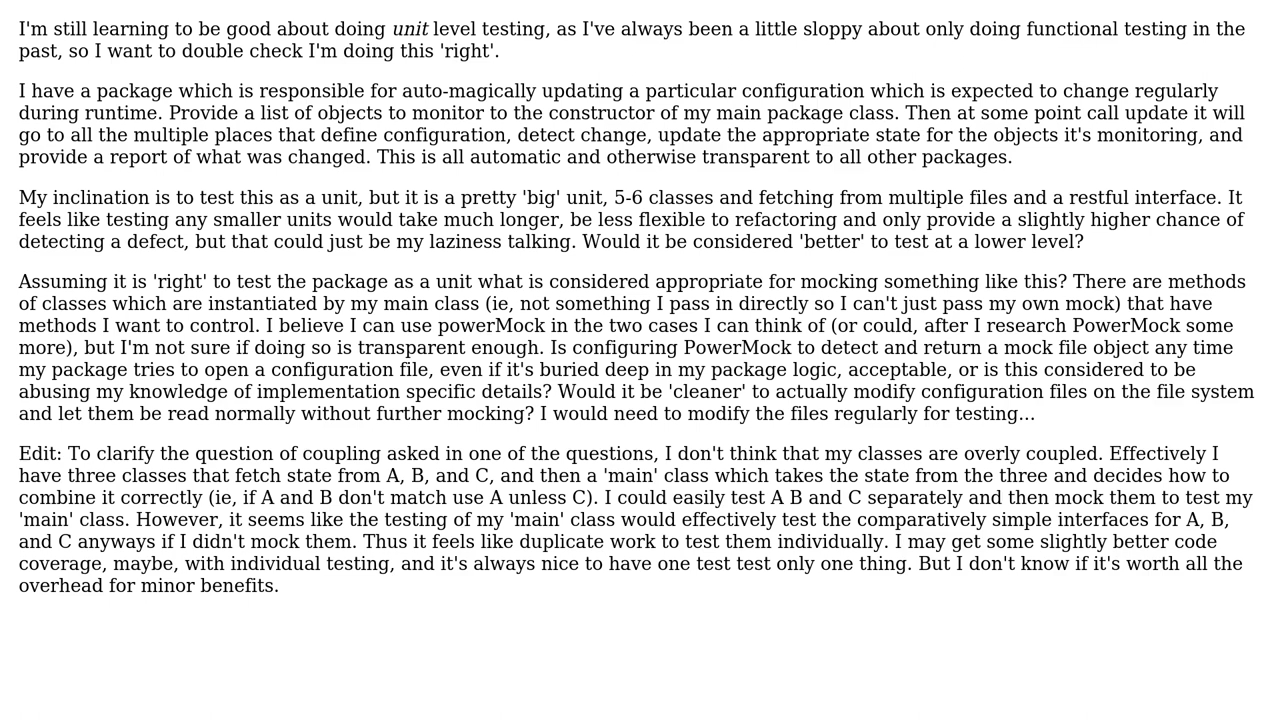 I'm still learning to be good about doing unit level testing, as I've always been a little sloppy about only doing functional testing in the
past, so I want to double check I'm doing this 'right'.
I have a package which is responsible for auto-magically updating a particular configuration which is expected to change regularly
during runtime. Provide a list of objects to monitor to the constructor of my main package class. Then at some point call update it will
go to all the multiple places that define configuration, detect change, update the appropriate state for the objects it's monitoring, and
provide a report of what was changed. This is all automatic and otherwise transparent to all other packages.
My inclination is to test this as a unit, but it is a pretty 'big' unit, 5-6 classes and fetching from multiple files and a restful interface. It
feels like testing any smaller units would take much longer, be less flexible to refactoring and only provide a slightly higher chance of
detecting a defect, but that could just be my laziness talking. Would it be considered 'better' to test at a lower level?
Assuming it is 'right' to test the package as a unit what is considered appropriate for mocking something like this? There are methods
of classes which are instantiated by my main class (ie, not something I pass in directly so I can't just pass my own mock) that have
methods I want to control. I believe I can use powerMock in the two cases I can think of (or could, after I research PowerMock some
more), but I'm not sure if doing so is transparent enough. Is configuring PowerMock to detect and return a mock file object any time
my package tries to open a configuration file, even if it's buried deep in my package logic, acceptable, or is this considered to be
abusing my knowledge of implementation specific details? Would it be 'cleaner' to actually modify configuration files on the file system
and let them be read normally without further mocking? I would need to modify the files regularly for testing...
Edit: To clarify the question of coupling asked in one of the questions, I don't think that my classes are overly coupled. Effectively I
have three classes that fetch state from A, B, and C, and then a 'main' class which takes the state from the three and decides how to
combine it correctly (ie, if A and B don't match use A unless C). I could easily test A B and C separately and then mock them to test my
'main' class. However, it seems like the testing of my 'main' class would effectively test the comparatively simple interfaces for A, B,
and C anyways if I didn't mock them. Thus it feels like duplicate work to test them individually. I may get some slightly better code
coverage, maybe, with individual testing, and it's always nice to have one test test only one thing. But I don't know if it's worth all the
overhead for minor benefits.